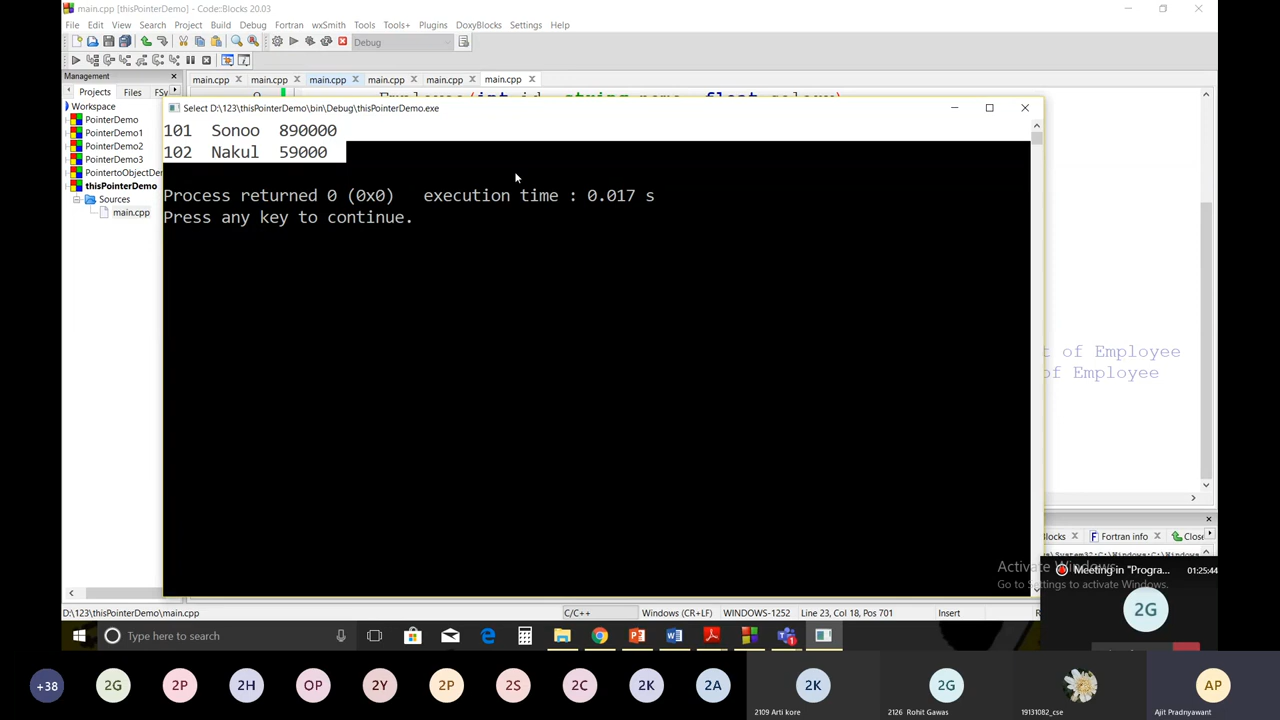 main.cpp [thisPointerDemo] - Code::Blocks 20.03
File Edit View Search Project Build Debug Fortran wxSmith Tools Tools+ Plugins DoxyBlocks Settings Help
Debug
Management
Projects Files FSy
main.cpp main.cpp main.cpp main.cpp main.cpp main.cpp
Workspace
PointerDemo
PointerDemo1
PointerDemo2
PointerDemo3
PointertoObjectDer
thisPointerDemo
Sources
main.cpp
Select D:\123\thisPointerDemo\bin\Debug\thisPointerDemo.exe
101 Sonoo 890000
102 Nakul 59000
Process returned 0 (0x0) execution time : 0.017 s
Press any key to continue.
t of Employee
of Employee
locks Fortran info Close
Activate Windows
Go to Settings to activate Windows.
Meeting in "Progra... 01:25:44
2G
D:\123\thisPointerDemo\main.cpp C/C++ Windows (CR+LF) WINDOWS-1252 Line 23, Col 18, Pos 701 Insert
Type here to search
+38 2G 2P 2H OP 2Y 2P 2S 2C 2K 2A 2K 2G AP
2109 Arti kore 2126 Rohit Gawas 19131082_cse Ajit Pradnyawant